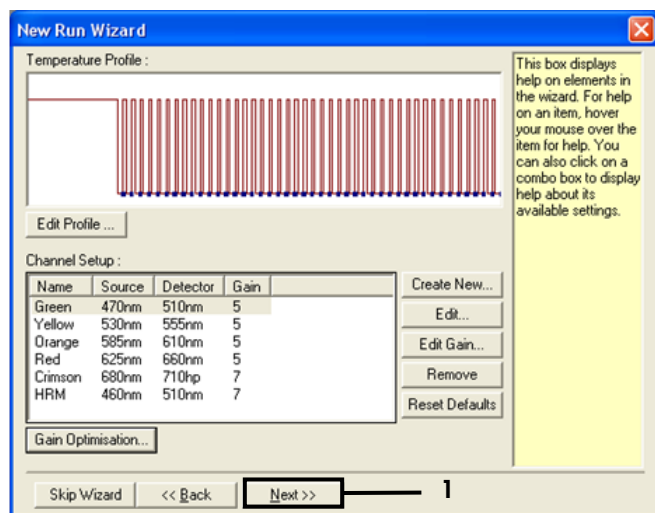 New Run Wizard
Temperature Profile :
Edit Profile ...
Channel Setup :
Name Source Detector Gain
Green 470nm 510nm 5
Yellow 530nm 555nm 5
Orange 585nm 610nm 5
Red 625nm 660nm 5
Crimson 680nm 710hp 7
HRM 460nm 510nm 7
Create New...
Edit...
Edit Gain...
Remove
Reset Defaults
Gain Optimisation...
This box displays
help on elements in
the wizard. For help
on an item, hover
your mouse over the
item for help. You
can also click on a
combo box to display
help about its
available settings.
Skip Wizard << Back Next >> 1